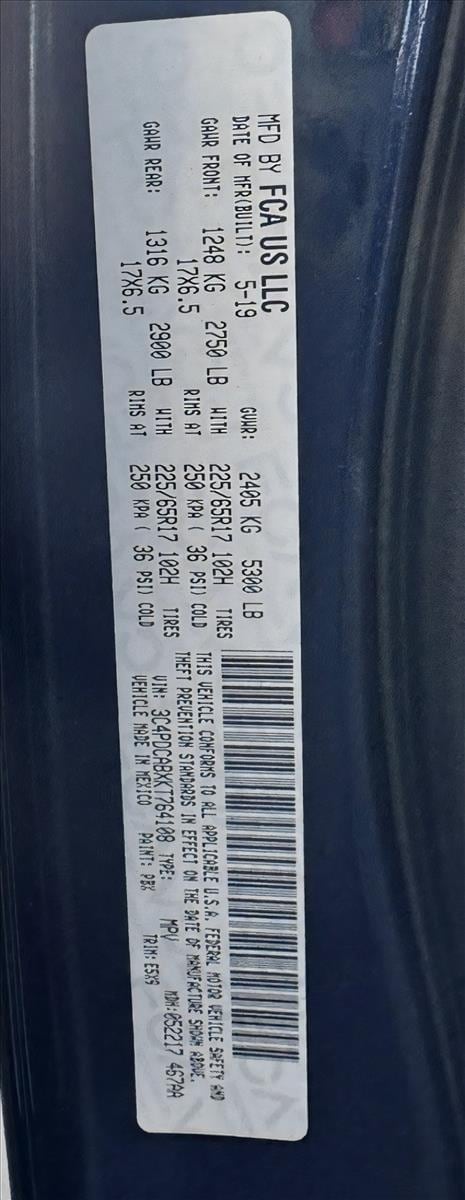 MFD BY FCA US LLC
DATE OF MFR(BUILT): 5-19 GVWR: 2405 KG 5300 LB
GAWR FRONT: 1248 KG 2750 LB WITH 225/65R17 102H TIRES
17X6.5 RIMS AT 250 KPA ( 36 PSI) COLD
GAWR REAR: 1316 KG 2900 LB WITH 225/65R17 102H TIRES
17X6.5 RIMS AT 250 KPA ( 36 PSI) COLD
THIS VEHICLE CONFORMS TO ALL APPLICABLE U.S.A. FEDERAL MOTOR VEHICLE SAFETY AND
THEFT PREVENTION STANDARDS IN EFFECT ON THE DATE OF MANUFACTURE SHOWN ABOVE.
VIN: 3C4PDCABXKT764108 TYPE: MPV MDH:052217 467AA
VEHICLE MADE IN MEXICO PAINT: PBX TRIM: E5X9